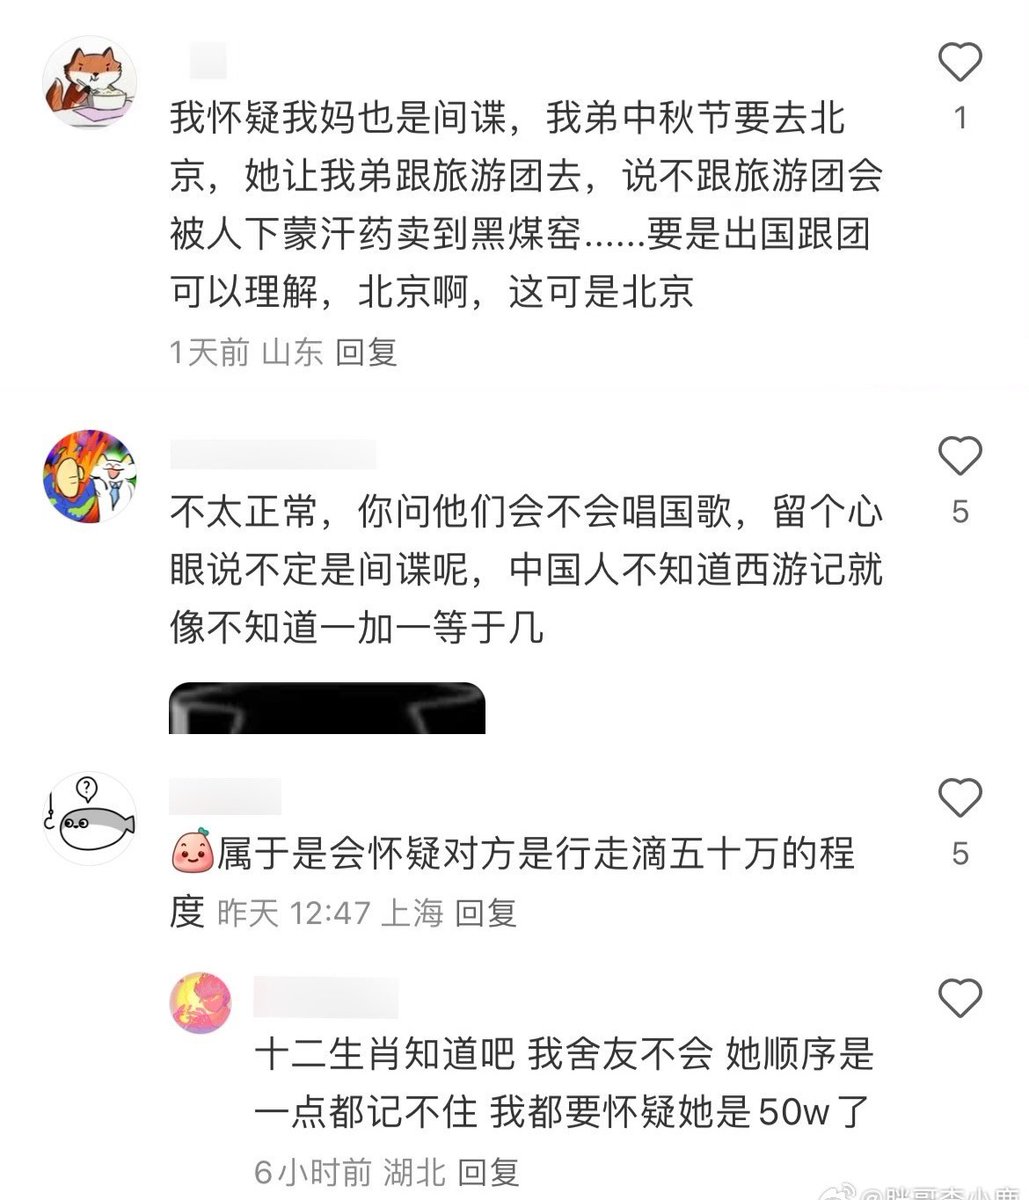 我怀疑我妈也是间谍，我弟中秋节要去北
京，她让我弟跟旅游团去，说不跟旅游团会
被人下蒙汗药卖到黑煤窑......要是出国跟团
可以理解，北京啊，这可是北京
1天前 山东 回复
1
不太正常，你问他们会不会唱国歌，留个心
眼说不定是间谍呢，中国人不知道西游记就
像不知道一加一等于几
5
?
属于是会怀疑对方是行走滴五十万的程
度 昨天 12:47 上海 回复
5
十二生肖知道吧 我舍友不会 她顺序是
一点都记不住 我都要怀疑她是50w了
6小时前 湖北 回复